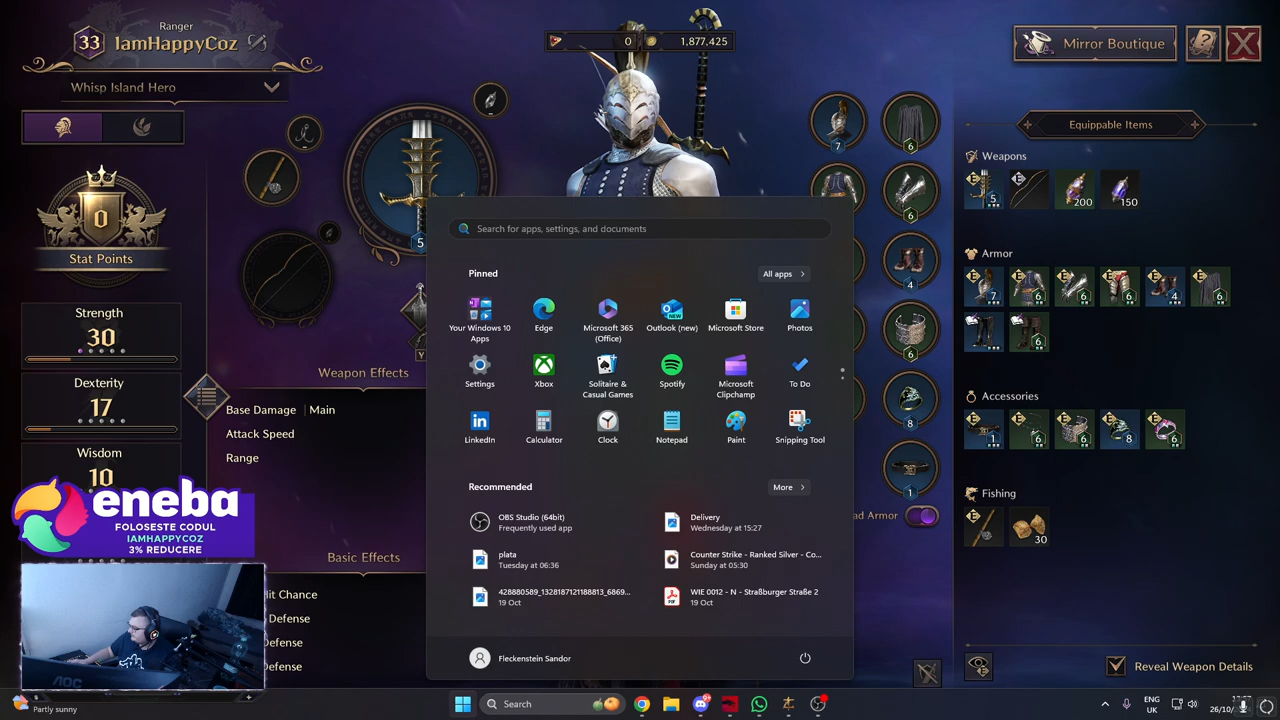 Ranger
33
IamHappyCoz
Whisp Island Hero
0
1,877,425
Mirror Boutique
0
Stat Points
Strength
30
Dexterity
17
Wisdom
10
5
Weapon Effects
Base Damage | Main
Attack Speed
Range
Basic Effects
Hit Chance
Defense
Defense
Defense
Y
7
6
6
4
6
8
1
Equippable Items
Weapons
E
5
E
200
150
Armor
E
7
E
6
E
6
E
6
E
4
E
6
6
Accessories
E
1
E
6
E
6
E
8
E
6
Fishing
E
30
Reveal Weapon Details
ad Armor
Search for apps, settings, and documents
Pinned
All apps
Your Windows 10
Apps
Edge
Microsoft 365
(Office)
Outlook (new)
Microsoft Store
Photos
Settings
Xbox
Solitaire &
Casual Games
Spotify
Microsoft
Clipchamp
To Do
LinkedIn
Calculator
Clock
Notepad
Paint
Snipping Tool
Recommended
More
OBS Studio (64bit)
Frequently used app
Delivery
Wednesday at 15:27
plata
Tuesday at 06:36
Counter Strike - Ranked Silver - Co...
Sunday at 05:30
428880589_1328187121188813_6869...
19 Oct
WIE 0012 - N - Straßburger Straße 2
19 Oct
Fleckenstein Sandor
eneba
FOLOSESTE CODUL
IAMHAPPYCOZ
3% REDUCERE
AOC
Partly sunny
Search
ENG
UK
26/10/